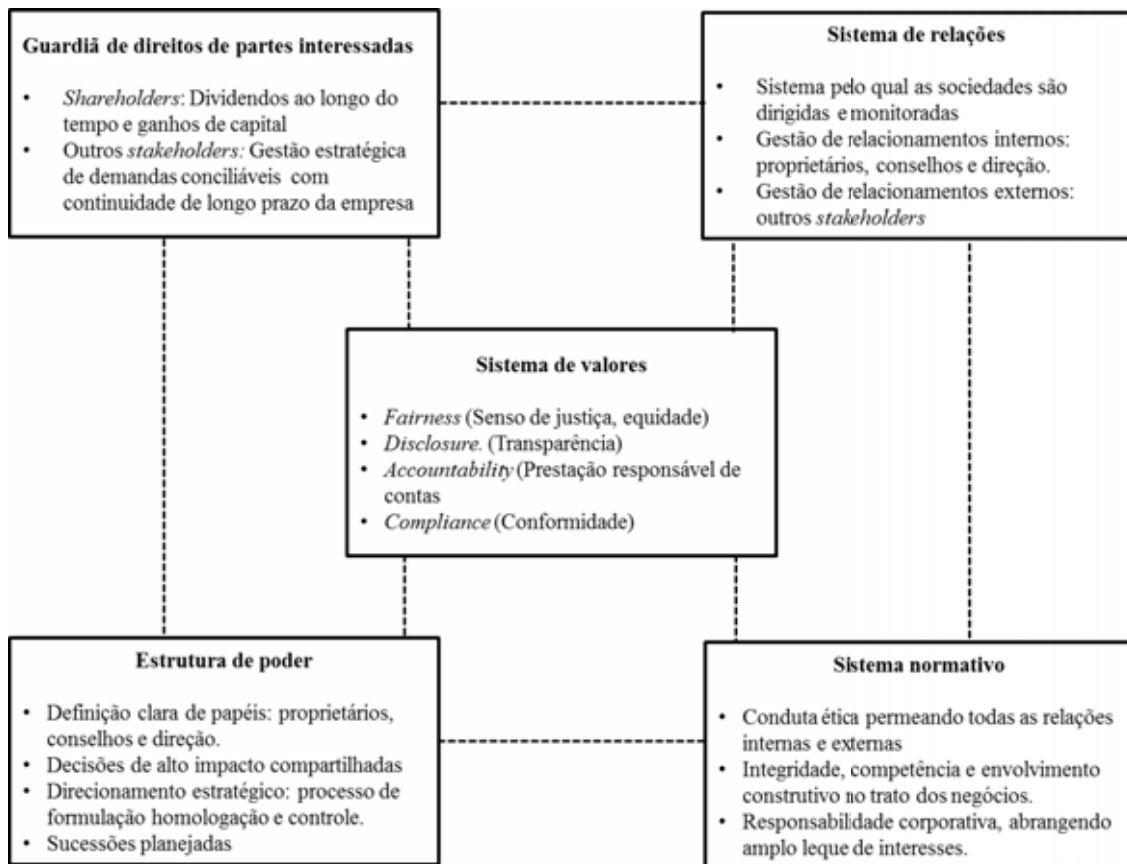 Guardiã de direitos de partes interessadas
• Shareholders: Dividendos ao longo do
tempo e ganhos de capital
• Outros stakeholders: Gestão estratégica
de demandas conciliáveis com
continuidade de longo prazo da empresa
Sistema de relações
• Sistema pelo qual as sociedades são
dirigidas e monitoradas
• Gestão de relacionamentos internos:
proprietários, conselhos e direção.
• Gestão de relacionamentos externos:
outros stakeholders
Sistema de valores
• Fairness (Senso de justiça, equidade)
• Disclosure. (Transparência)
• Accountability (Prestação responsável de
contas
• Compliance (Conformidade)
Estrutura de poder
• Definição clara de papéis: proprietários,
conselhos e direção.
• Decisões de alto impacto compartilhadas
• Direcionamento estratégico: processo de
formulação homologação e controle.
• Sucessões planejadas
Sistema normativo
• Conduta ética permeando todas as relações
internas e externas
• Integridade, competência e envolvimento
construtivo no trato dos negócios.
• Responsabilidade corporativa, abrangendo
amplo leque de interesses.